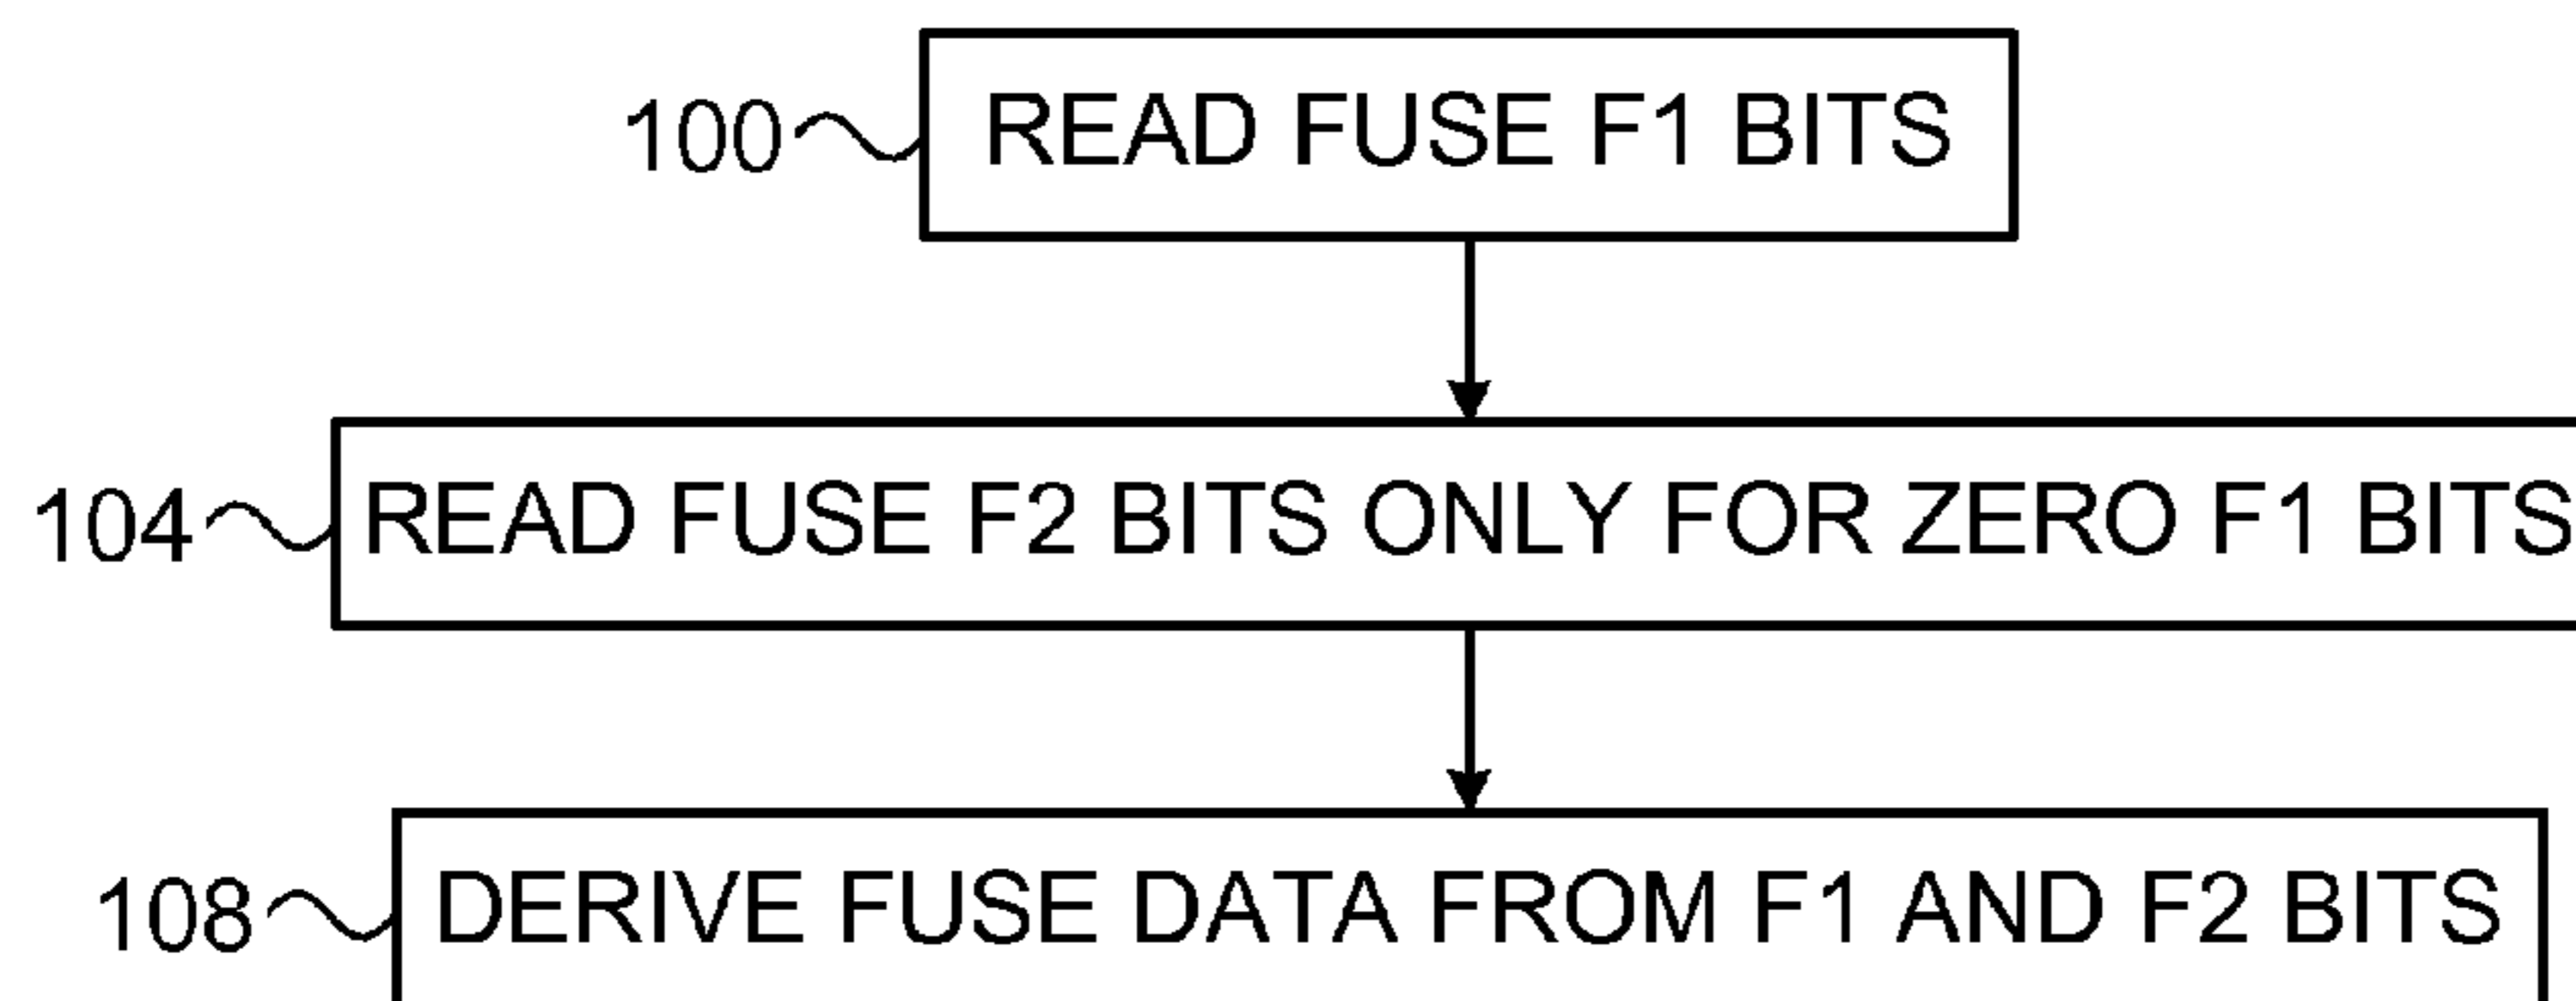 100 READ FUSE F1 BITS
104 READ FUSE F2 BITS ONLY FOR ZERO F1 BITS
108 DERIVE FUSE DATA FROM F1 AND F2 BITS